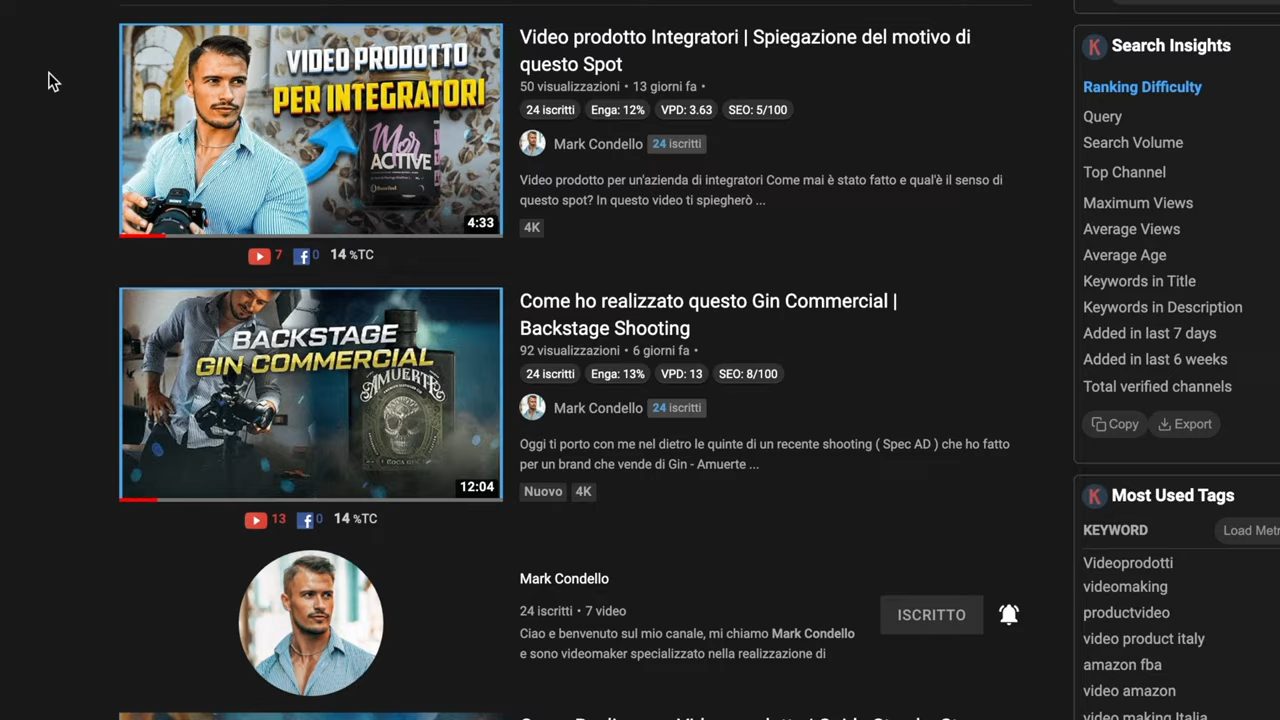 VIDEO PRODOTTO
PER INTEGRATORI
ACTIVE
4:33
7
0
14 %TC
Video prodotto Integratori | Spiegazione del motivo di
questo Spot
50 visualizzazioni • 13 giorni fa •
24 iscritti Enga: 12% VPD: 3.63 SEO: 5/100
Mark Condello 24 iscritti
Video prodotto per un'azienda di integratori Come mai è stato fatto e qual'è il senso di
questo spot? In questo video ti spiegherò ...
4K
BACKSTAGE
GIN COMMERCIAL
AMUERTE
COCA GIN
12:04
13
0
14 %TC
Come ho realizzato questo Gin Commercial |
Backstage Shooting
92 visualizzazioni • 6 giorni fa •
24 iscritti Enga: 13% VPD: 13 SEO: 8/100
Mark Condello 24 iscritti
Oggi ti porto con me nel dietro le quinte di un recente shooting ( Spec AD ) che ho fatto
per un brand che vende di Gin - Amuerte ...
Nuovo 4K
Mark Condello
24 iscritti • 7 video
Ciao e benvenuto sul mio canale, mi chiamo Mark Condello
e sono videomaker specializzato nella realizzazione di
ISCRITTO
K Search Insights
Ranking Difficulty
Query
Search Volume
Top Channel
Maximum Views
Average Views
Average Age
Keywords in Title
Keywords in Description
Added in last 7 days
Added in last 6 weeks
Total verified channels
Copy Export
K Most Used Tags
KEYWORD Load Metr
Videoprodotti
videomaking
productvideo
video product italy
amazon fba
video amazon
video making Italia